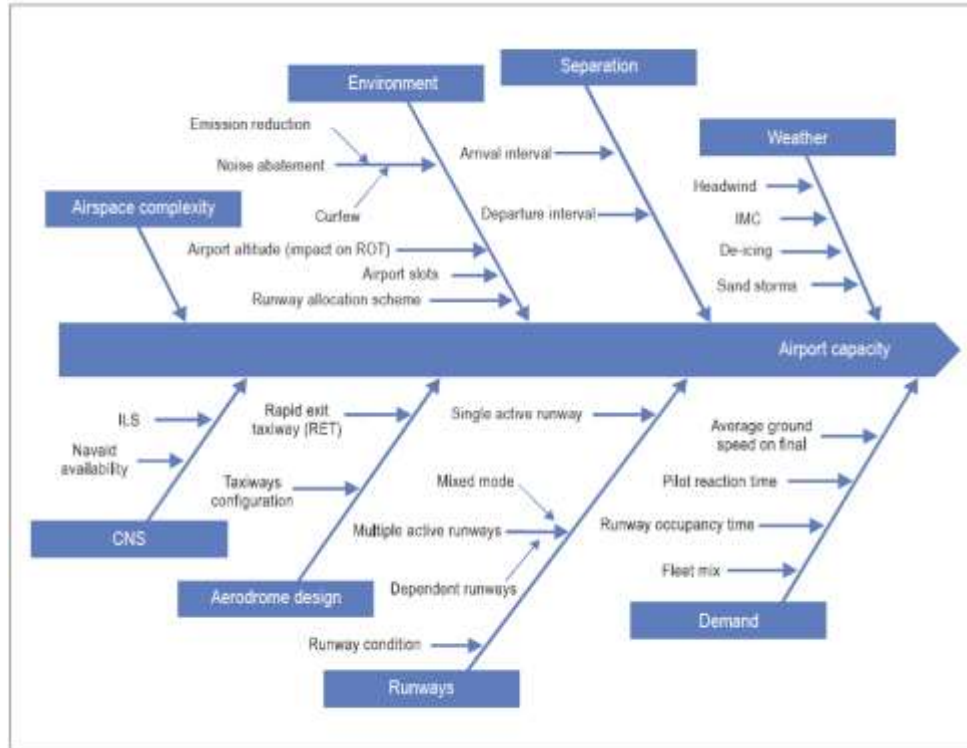 Separation
Environment
Emission reduction
Weather
Noise abatement
Arrival interval
Headwind
Airspace complexity
Curfew
Departure interval
IMC
Airport altitude (impact on ROT)
De-icing
Airport slots
Sand storms
Runway allocation scheme
Airport capacity
ILS
Rapid exit
taxiway (RET)
Single active runway
Average ground
speed on final
Navaid
availability
Mixed mode
Pilot reaction time
Taxiways
configuration
Multiple active runways
Runway occupancy time
CNS
Dependent runways
Fleet mix
Aerodrome design
Demand
Runway condition
Runways